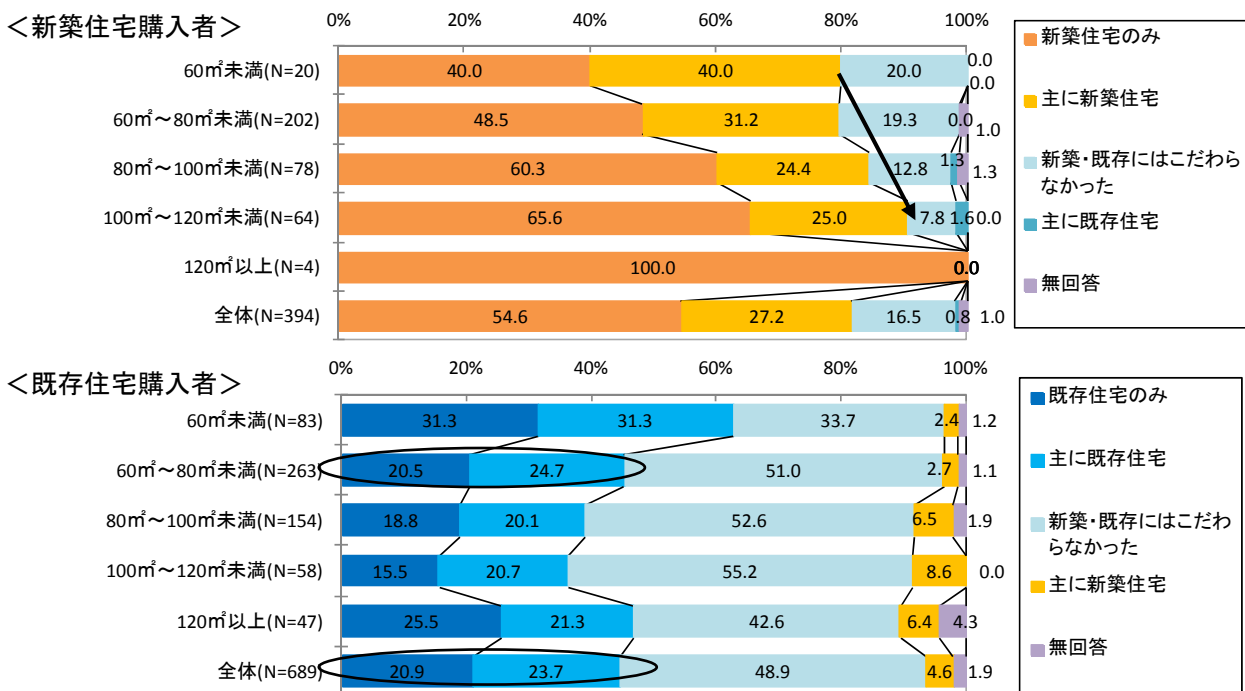 ＜新築住宅購入者＞
0% 20% 40% 60% 80% 100%
60㎡未満(N=20) 40.0 40.0 20.0 0.0 0.0
60㎡～80㎡未満(N=202) 48.5 31.2 19.3 0.0 1.0
80㎡～100㎡未満(N=78) 60.3 24.4 12.8 1.3 1.3
100㎡～120㎡未満(N=64) 65.6 25.0 7.8 1.6 0.0
120㎡以上(N=4) 100.0 0.0
全体(N=394) 54.6 27.2 16.5 0.8 1.0
新築住宅のみ
主に新築住宅
新築・既存にはこだわ
らなかった
主に既存住宅
無回答
＜既存住宅購入者＞
0% 20% 40% 60% 80% 100%
60㎡未満(N=83) 31.3 31.3 33.7 2.4 1.2
60㎡～80㎡未満(N=263) 20.5 24.7 51.0 2.7 1.1
80㎡～100㎡未満(N=154) 18.8 20.1 52.6 6.5 1.9
100㎡～120㎡未満(N=58) 15.5 20.7 55.2 8.6 0.0
120㎡以上(N=47) 25.5 21.3 42.6 6.4 4.3
全体(N=689) 20.9 23.7 48.9 4.6 1.9
既存住宅のみ
主に既存住宅
新築・既存にはこだわ
らなかった
主に新築住宅
無回答